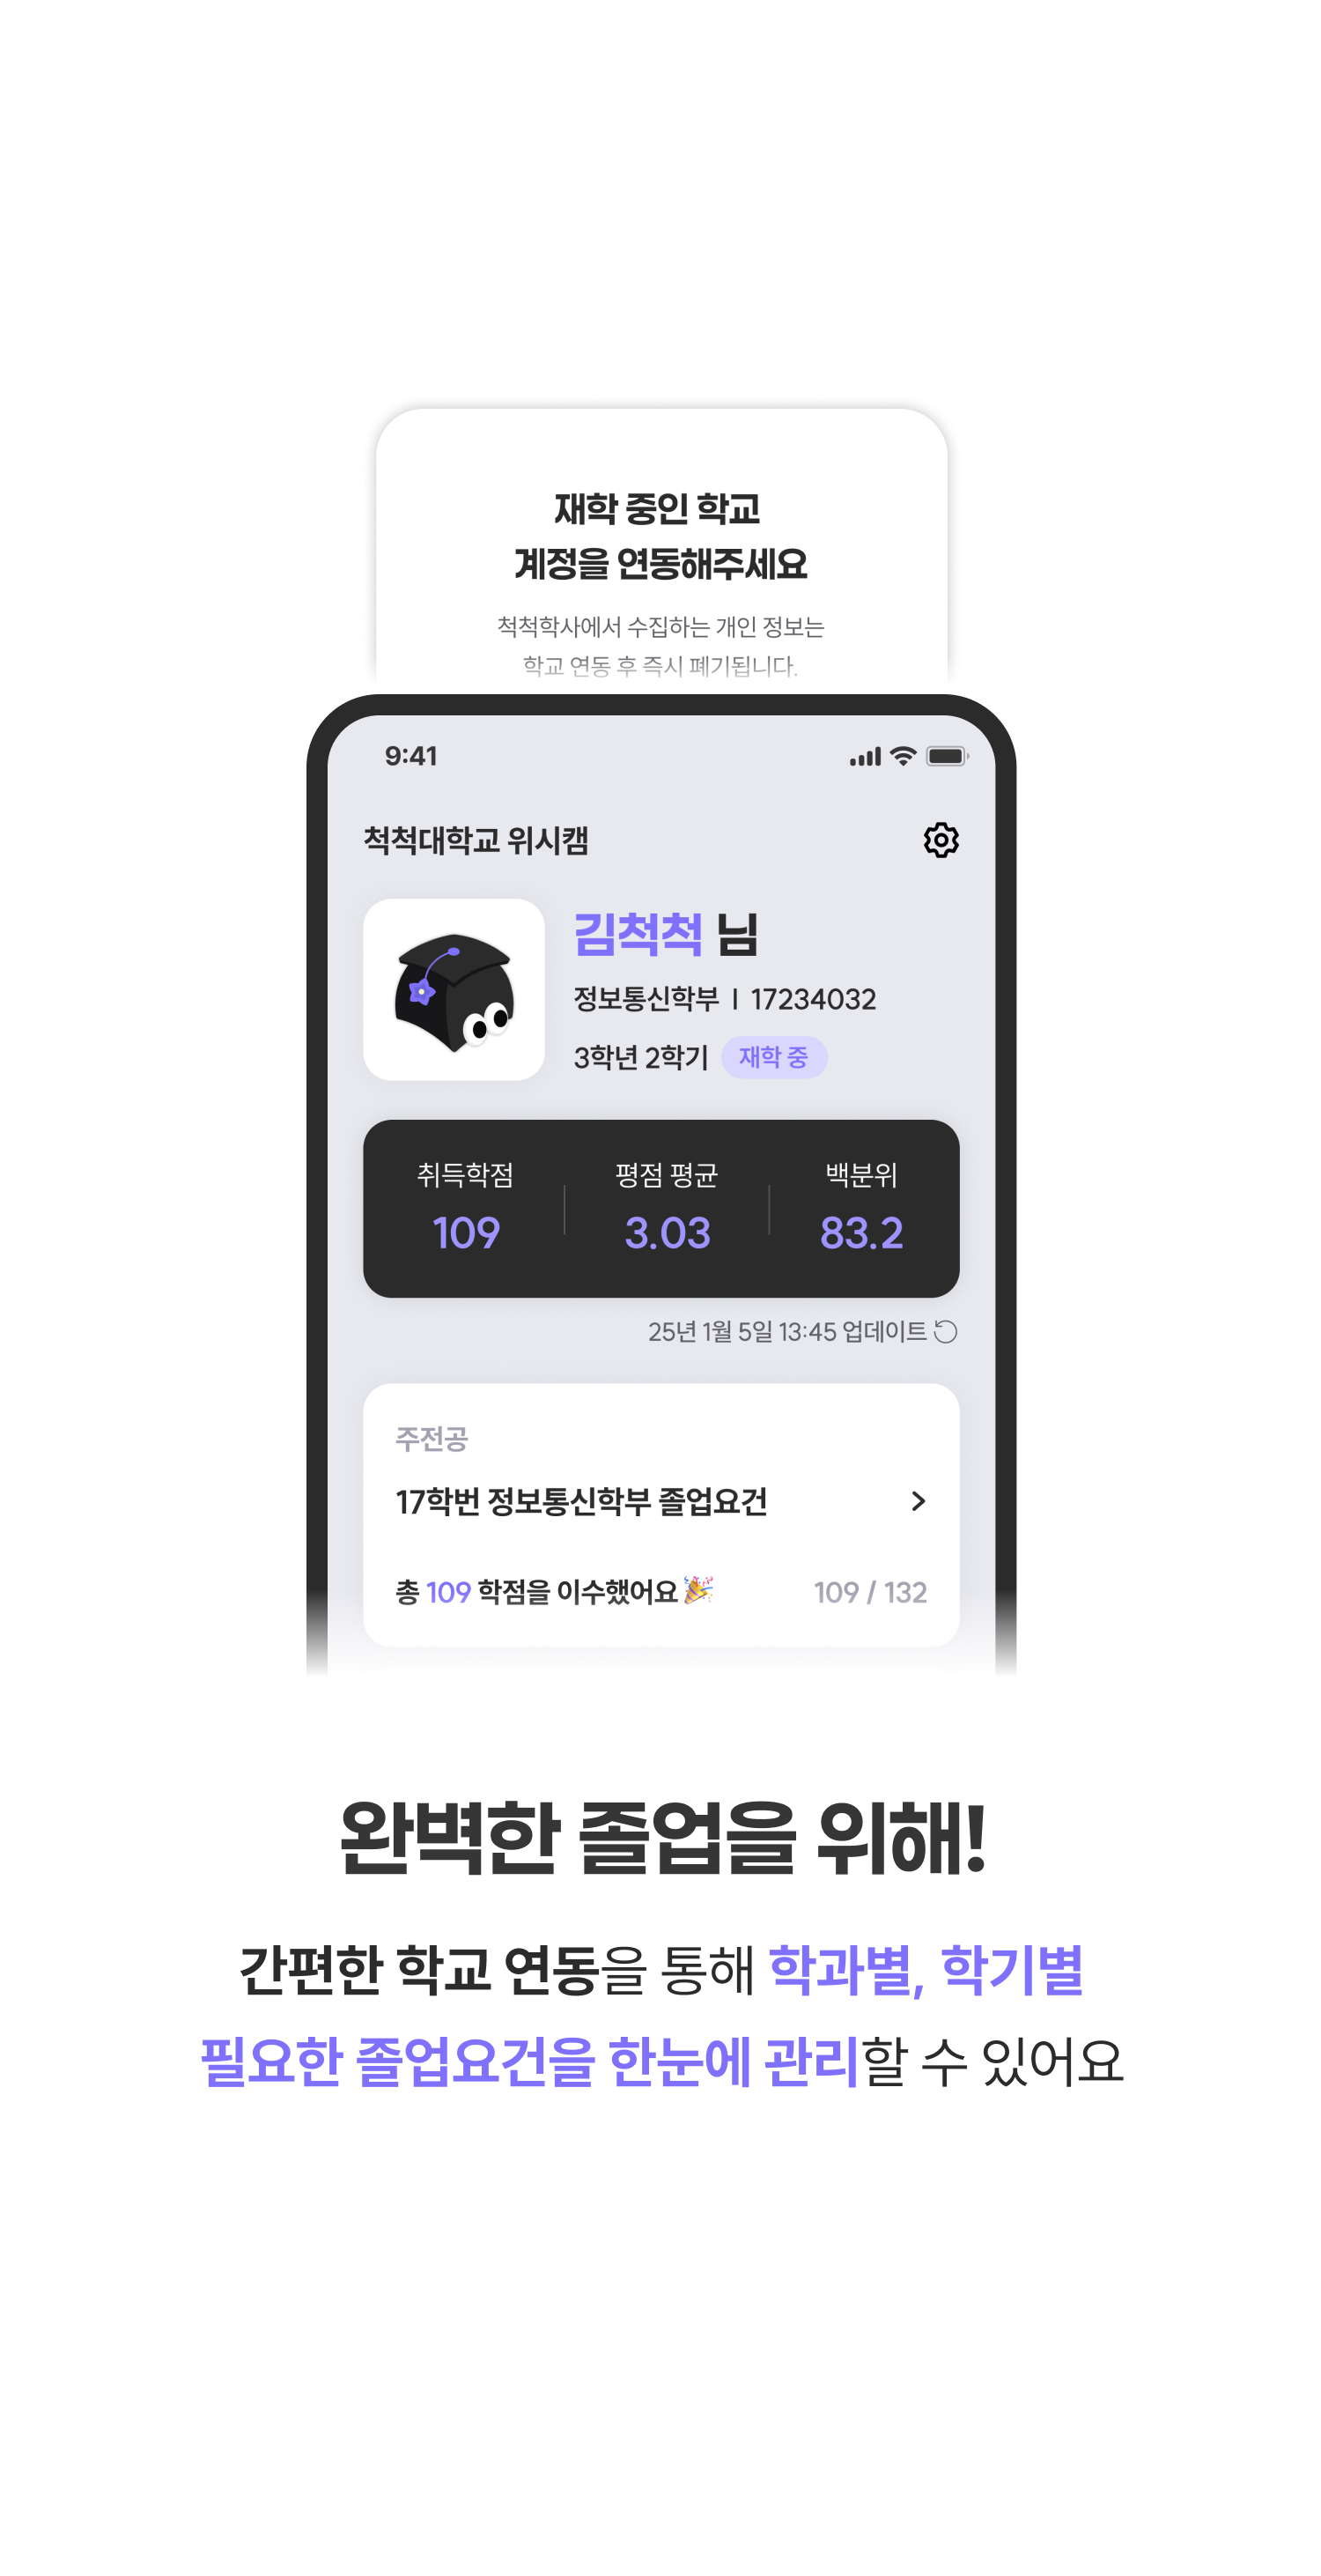 재학 중인 학교
계정을 연동해주세요
척척학사에서 수집하는 개인 정보는
학교 연동 후 즉시 폐기됩니다.
9:41
척척대학교 위시캠
김척척 님
정보통신학부 | 17234032
3학년 2학기 재학 중
취득학점 평점 평균 백분위
109 3.03 83.2
25년 1월 5일 13:45 업데이트
주전공
17학번 정보통신학부 졸업요건
총 109 학점을 이수했어요 🎉 109 / 132
완벽한 졸업을 위해!
간편한 학교 연동을 통해 학과별, 학기별
필요한 졸업요건을 한눈에 관리할 수 있어요